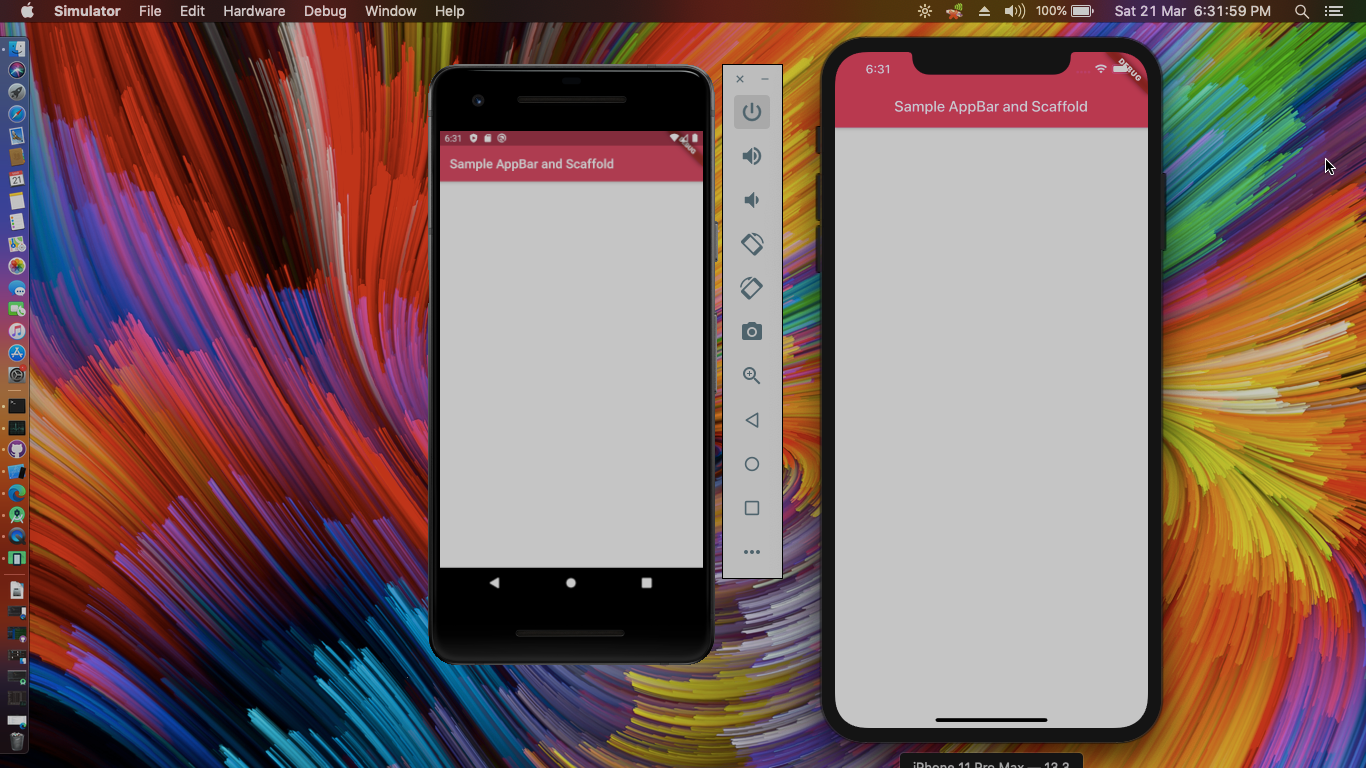 Simulator File Edit Hardware Debug Window Help
100% Sat 21 Mar 6:31:59 PM
21
6:31
DEBUG
Sample AppBar and Scaffold
6:31
DEBUG
Sample AppBar and Scaffold
iPhone 11 Pro Max — 13.3